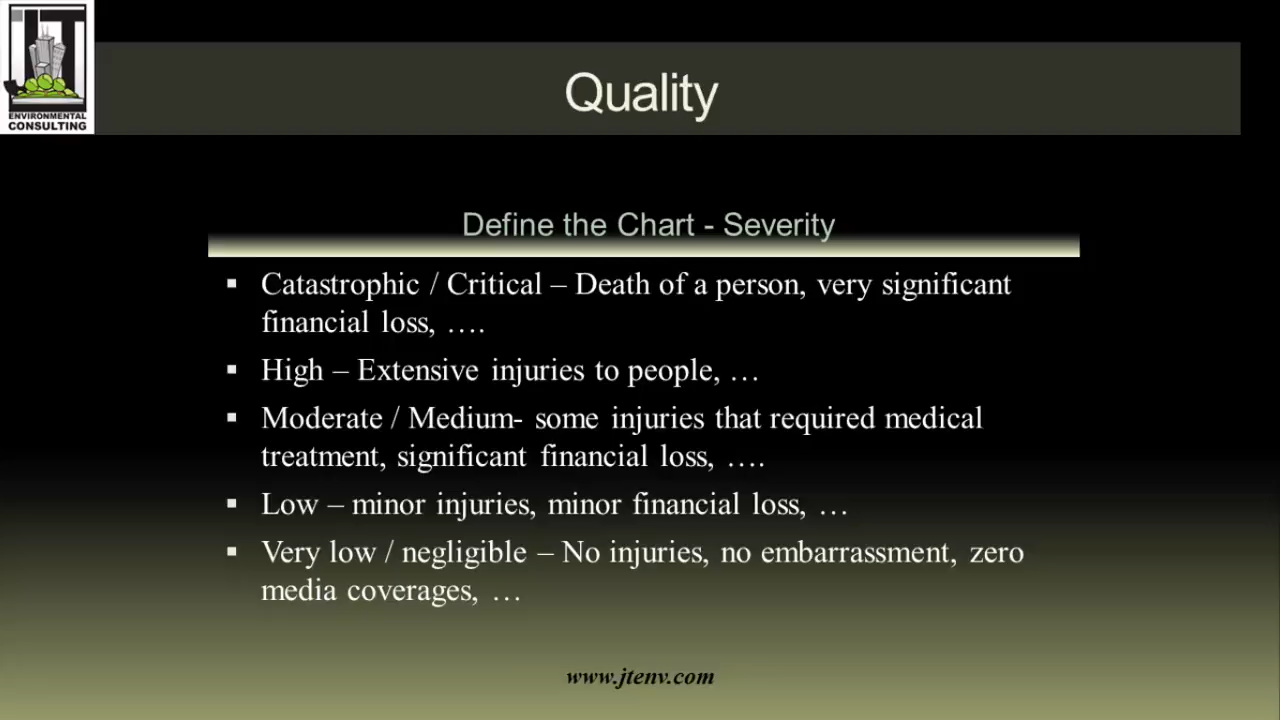 JT
ENVIRONMENTAL
CONSULTING
Quality
Define the Chart - Severity
▪ Catastrophic / Critical – Death of a person, very significant
financial loss, ….
▪ High – Extensive injuries to people, …
▪ Moderate / Medium- some injuries that required medical
treatment, significant financial loss, ….
▪ Low – minor injuries, minor financial loss, …
▪ Very low / negligible – No injuries, no embarrassment, zero
media coverages, …
www.jtenv.com